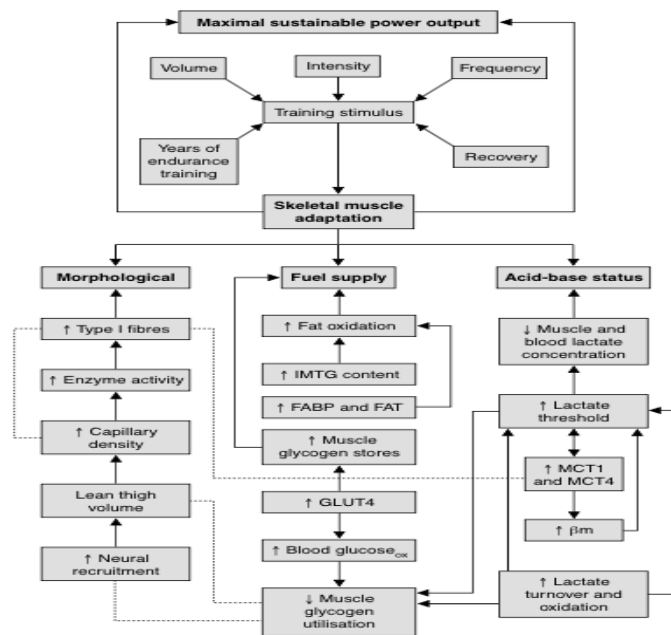 Maximal sustainable power output
Volume
Intensity
Frequency
Training stimulus
Years of
endurance
training
Recovery
Skeletal muscle
adaptation
Morphological
Fuel supply
Acid-base status
↑ Type I fibres
↑ Enzyme activity
↑ Capillary
density
Lean thigh
volume
↑ Neural
recruitment
↑ Fat oxidation
↑ IMTG content
↑ FABP and FAT
↑ Muscle
glycogen stores
↑ GLUT4
↑ Blood glucoseox
↓ Muscle
glycogen
utilisation
↓ Muscle and
blood lactate
concentration
↑ Lactate
threshold
↑ MCT1
and MCT4
↑ βm
↑ Lactate
turnover and
oxidation